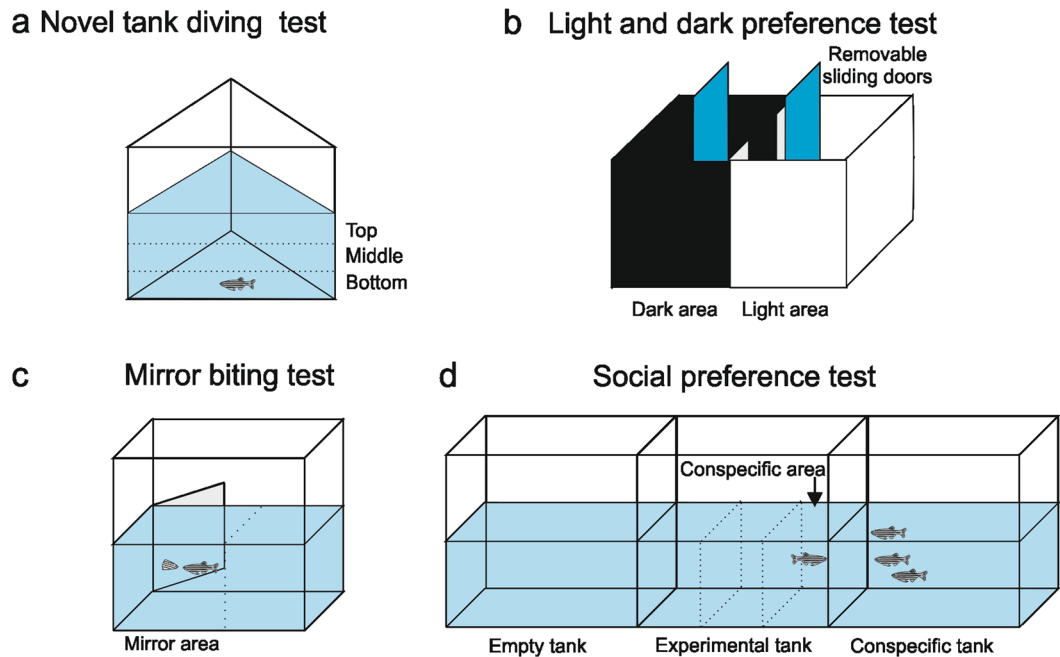 a Novel tank diving test
Top
Middle
Bottom
b Light and dark preference test
Removable
sliding doors
Dark area Light area
c Mirror biting test
Mirror area
d Social preference test
Conspecific area
Empty tank Experimental tank Conspecific tank